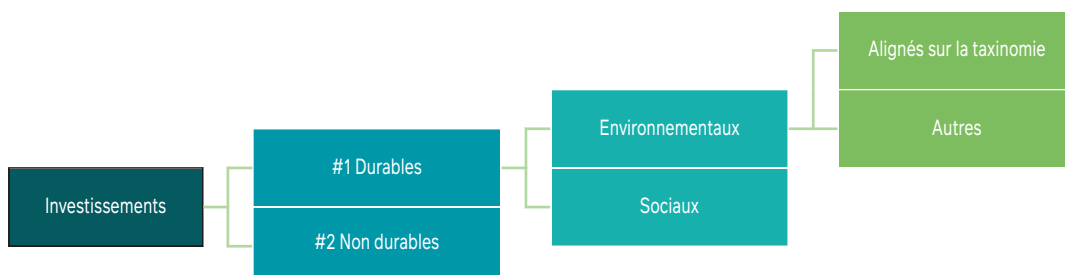 Investissements
#1 Durables
#2 Non durables
Environnementaux
Sociaux
Alignés sur la taxinomie
Autres